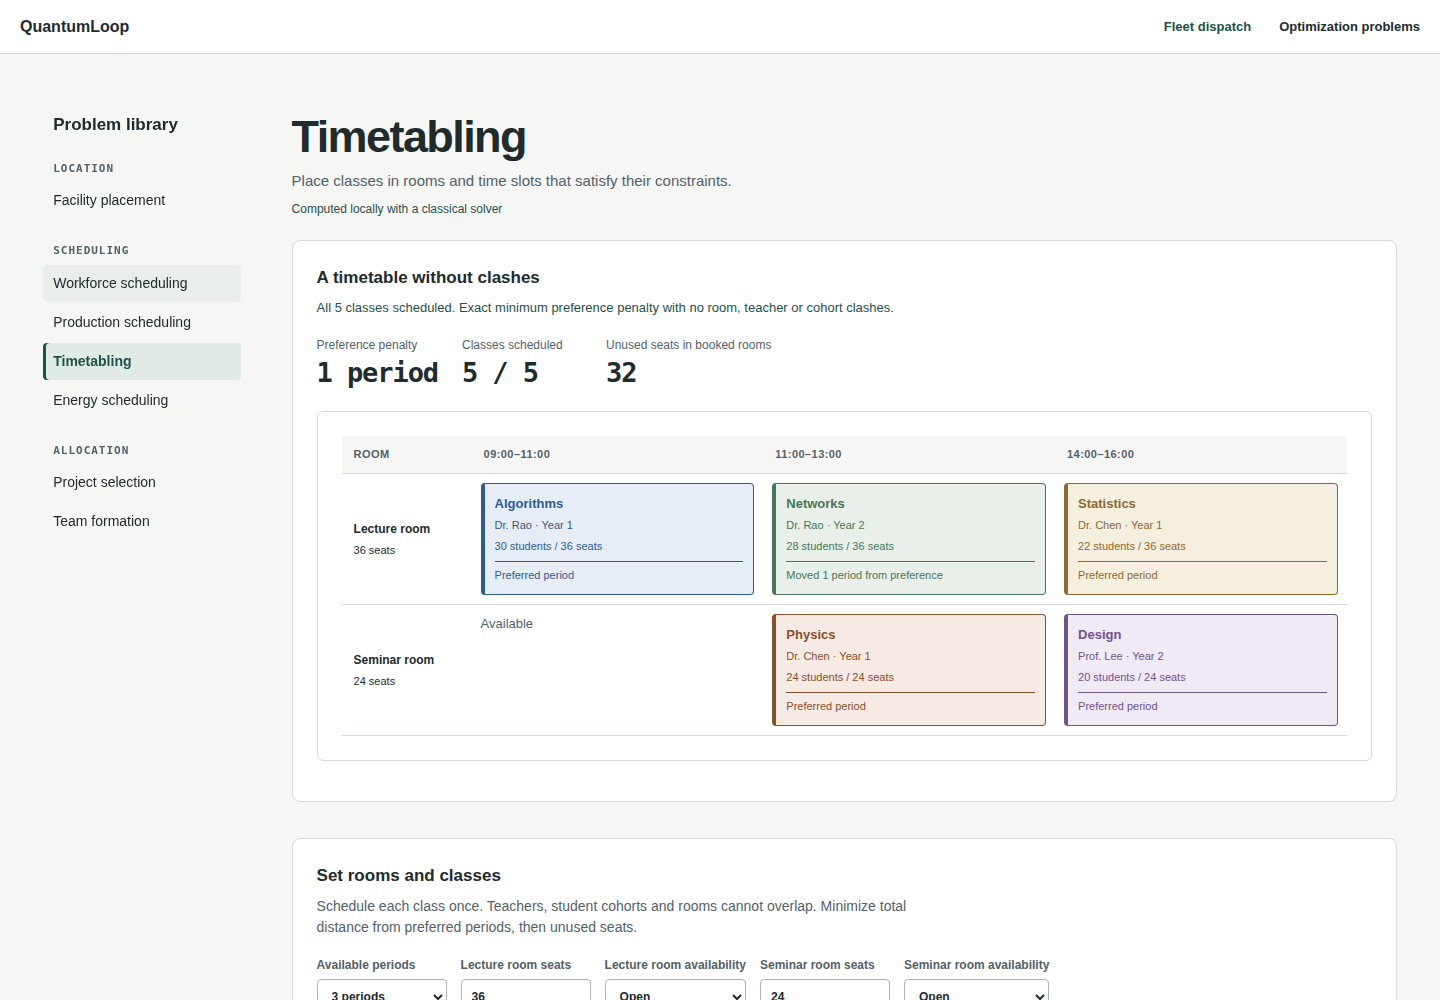 QuantumLoop
Fleet dispatch
Optimization problems
Problem library
LOCATION
Facility placement
SCHEDULING
Workforce scheduling
Production scheduling
Timetabling
Energy scheduling
ALLOCATION
Project selection
Team formation
Timetabling
Place classes in rooms and time slots that satisfy their constraints.
Computed locally with a classical solver
A timetable without clashes
All 5 classes scheduled. Exact minimum preference penalty with no room, teacher or cohort clashes.
Preference penalty
1 period
Classes scheduled
5 / 5
Unused seats in booked rooms
32
ROOM
09:00–11:00
11:00–13:00
14:00–16:00
Lecture room
36 seats
Algorithms
Dr. Rao · Year 1
30 students / 36 seats
Preferred period
Networks
Dr. Rao · Year 2
28 students / 36 seats
Moved 1 period from preference
Statistics
Dr. Chen · Year 1
22 students / 36 seats
Preferred period
Seminar room
24 seats
Available
Physics
Dr. Chen · Year 1
24 students / 24 seats
Preferred period
Design
Prof. Lee · Year 2
20 students / 24 seats
Preferred period
Set rooms and classes
Schedule each class once. Teachers, student cohorts and rooms cannot overlap. Minimize total
distance from preferred periods, then unused seats.
Available periods
3 periods
Lecture room seats
36
Lecture room availability
Open
Seminar room seats
24
Seminar room availability
Open